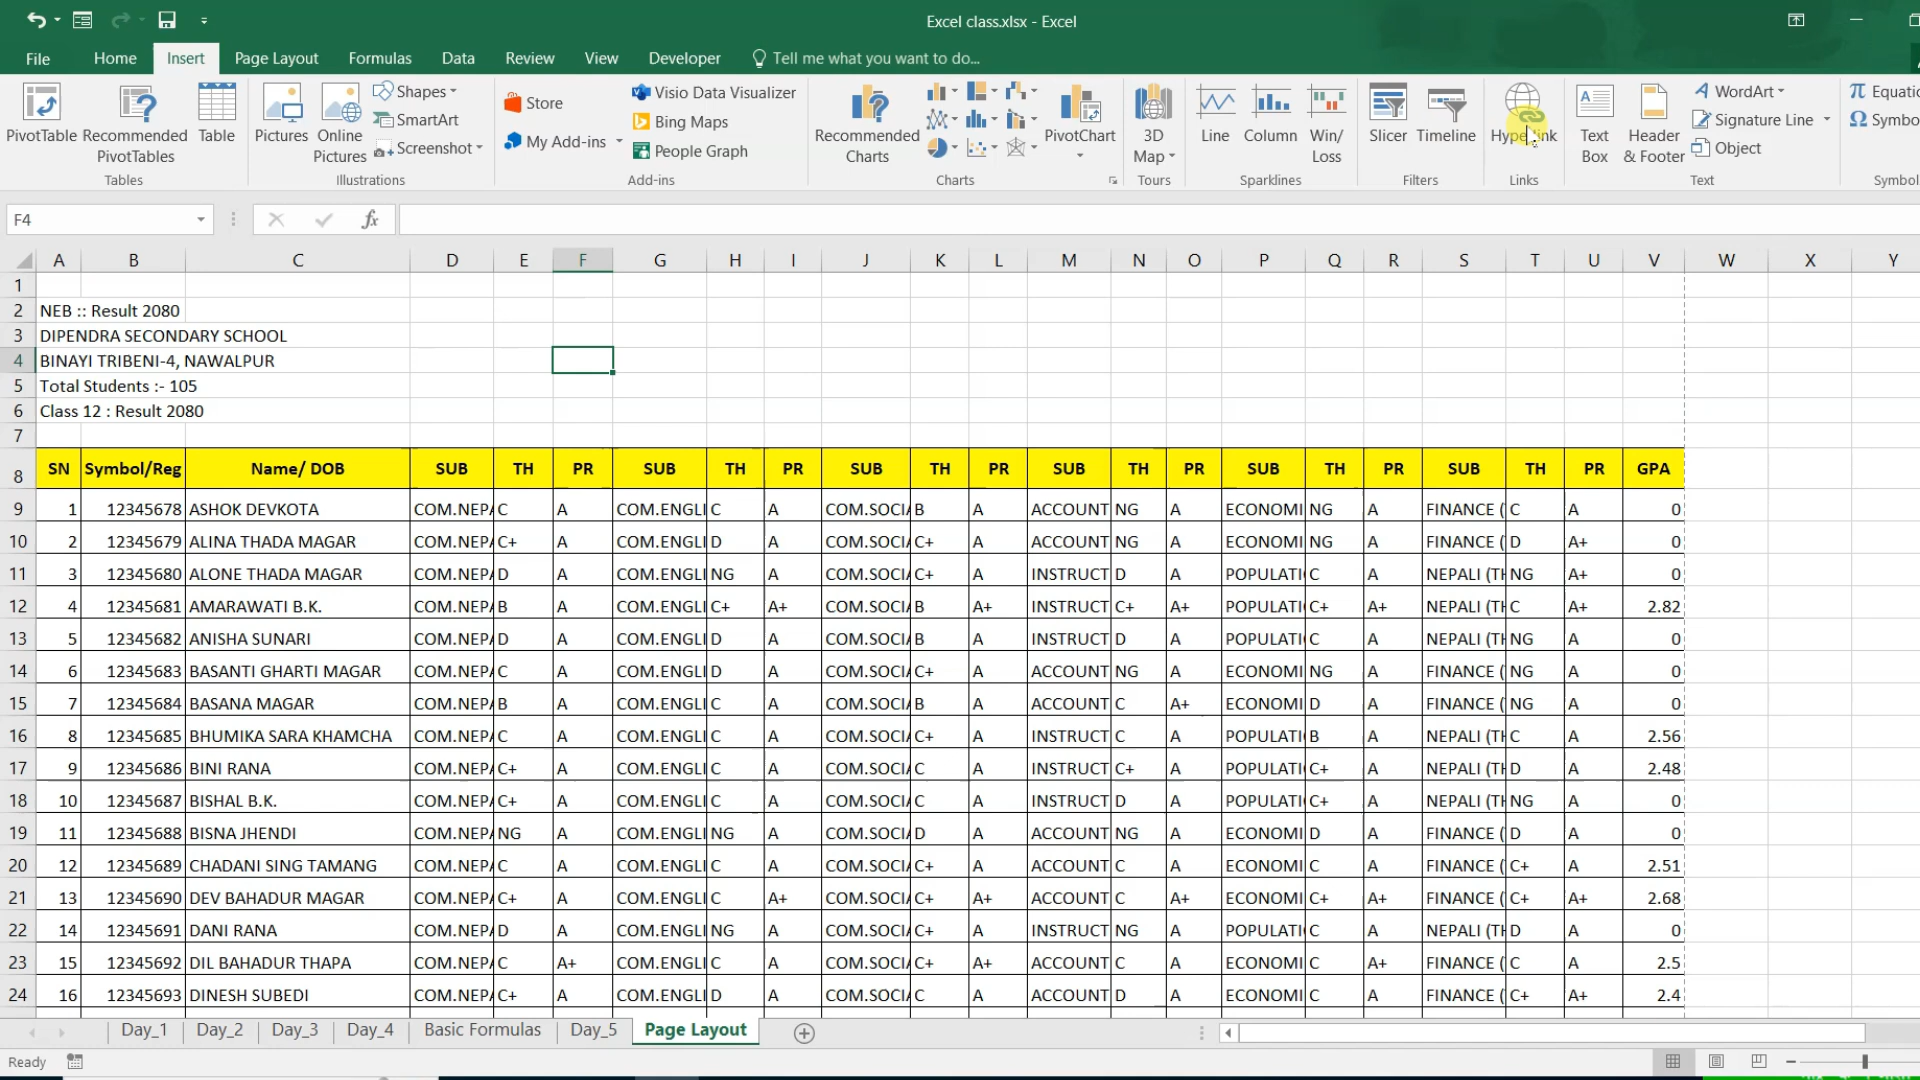 Excel class.xlsx - Excel
File Home Insert Page Layout Formulas Data Review View Developer Tell me what you want to do...
PivotTable Recommended PivotTables Table
Tables
Pictures Online Pictures Shapes SmartArt Screenshot
Illustrations
Store My Add-ins Visio Data Visualizer Bing Maps People Graph
Add-ins
Recommended Charts PivotChart
Charts
3D Map
Tours
Line Column Win/Loss
Sparklines
Slicer Timeline
Filters
Hyperlink
Links
Text Box Header & Footer WordArt Signature Line Object
Text
Equatio
Symbo
Symbol
F4 fx
A B C D E F G H I J K L M N O P Q R S T U V W X Y
1
2 NEB :: Result 2080
3 DIPENDRA SECONDARY SCHOOL
4 BINAYI TRIBENI-4, NAWALPUR
5 Total Students :- 105
6 Class 12 : Result 2080
7
8 SN Symbol/Reg Name/ DOB SUB TH PR SUB TH PR SUB TH PR SUB TH PR SUB TH PR SUB TH PR GPA
9 1 12345678 ASHOK DEVKOTA COM.NEPA C A COM.ENGLI C A COM.SOCIA B A ACCOUNT NG A ECONOMI NG A FINANCE ( C A 0
10 2 12345679 ALINA THADA MAGAR COM.NEPA C+ A COM.ENGLI D A COM.SOCIA C+ A ACCOUNT NG A ECONOMI NG A FINANCE ( D A+ 0
11 3 12345680 ALONE THADA MAGAR COM.NEPA D A COM.ENGLI NG A COM.SOCIA C+ A INSTRUCT D A POPULATI C A NEPALI (TH NG A+ 0
12 4 12345681 AMARAWATI B.K. COM.NEPA B A COM.ENGLI C+ A+ COM.SOCIA B A+ INSTRUCT C+ A+ POPULATI C+ A+ NEPALI (TH C A+ 2.82
13 5 12345682 ANISHA SUNARI COM.NEPA D A COM.ENGLI D A COM.SOCIA B A INSTRUCT D A POPULATI C A NEPALI (TH NG A 0
14 6 12345683 BASANTI GHARTI MAGAR COM.NEPA C A COM.ENGLI D A COM.SOCIA C+ A ACCOUNT NG A ECONOMI NG A FINANCE ( NG A 0
15 7 12345684 BASANA MAGAR COM.NEPA B A COM.ENGLI C A COM.SOCIA B A ACCOUNT C A+ ECONOMI D A FINANCE ( NG A 0
16 8 12345685 BHUMIKA SARA KHAMCHA COM.NEPA C A COM.ENGLI C A COM.SOCIA C+ A INSTRUCT C A POPULATI B A NEPALI (TH C A 2.56
17 9 12345686 BINI RANA COM.NEPA C+ A COM.ENGLI C A COM.SOCIA C A INSTRUCT C+ A POPULATI C+ A NEPALI (TH D A 2.48
18 10 12345687 BISHAL B.K. COM.NEPA C+ A COM.ENGLI C A COM.SOCIA C A INSTRUCT D A POPULATI C+ A NEPALI (TH NG A 0
19 11 12345688 BISNA JHENDI COM.NEPA NG A COM.ENGLI NG A COM.SOCIA D A ACCOUNT NG A ECONOMI D A FINANCE ( D A 0
20 12 12345689 CHADANI SING TAMANG COM.NEPA C A COM.ENGLI C A COM.SOCIA C+ A ACCOUNT C A ECONOMI C A FINANCE ( C+ A 2.51
21 13 12345690 DEV BAHADUR MAGAR COM.NEPA C+ A COM.ENGLI C A+ COM.SOCIA C+ A+ ACCOUNT C A+ ECONOMI C+ A+ FINANCE ( C+ A+ 2.68
22 14 12345691 DANI RANA COM.NEPA D A COM.ENGLI NG A COM.SOCIA C+ A INSTRUCT NG A POPULATI C A NEPALI (TH D A 0
23 15 12345692 DIL BAHADUR THAPA COM.NEPA C A+ COM.ENGLI C A COM.SOCIA C+ A+ ACCOUNT C A ECONOMI C A+ FINANCE ( C A 2.5
24 16 12345693 DINESH SUBEDI COM.NEPA C+ A COM.ENGLI D A COM.SOCIA C A ACCOUNT D A ECONOMI C A FINANCE ( C+ A+ 2.4
Day_1 Day_2 Day_3 Day_4 Basic Formulas Day_5 Page Layout
Ready